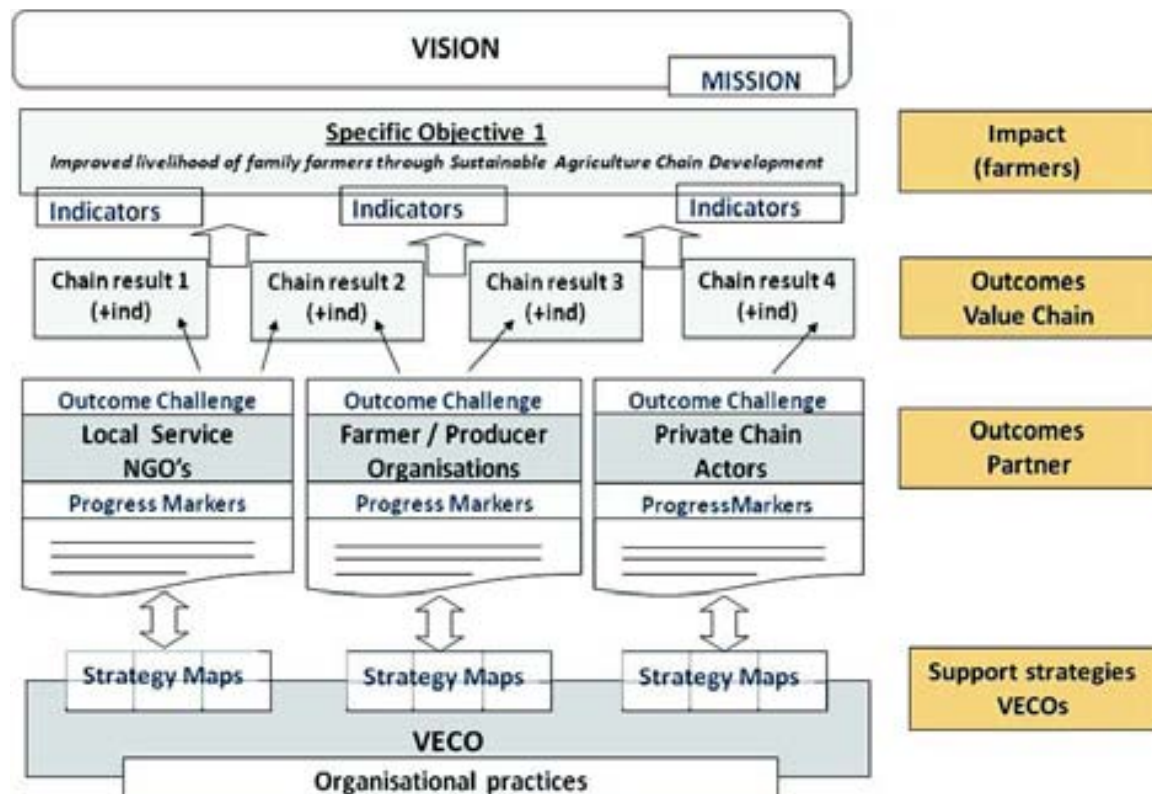 VISION
MISSION
Specific Objective 1
Improved livelihood of family farmers through Sustainable Agriculture Chain Development
Impact
(farmers)
Indicators
Indicators
Indicators
Chain result 1
(+ind)
Chain result 2
(+ind)
Chain result 3
(+ind)
Chain result 4
(+ind)
Outcomes
Value Chain
Outcome Challenge
Local Service
NGO's
Progress Markers
Outcome Challenge
Farmer / Producer
Organisations
Progress Markers
Outcome Challenge
Private Chain
Actors
ProgressMarkers
Outcomes
Partner
Strategy Maps
Strategy Maps
Strategy Maps
Support strategies
VECOs
VECO
Organisational practices